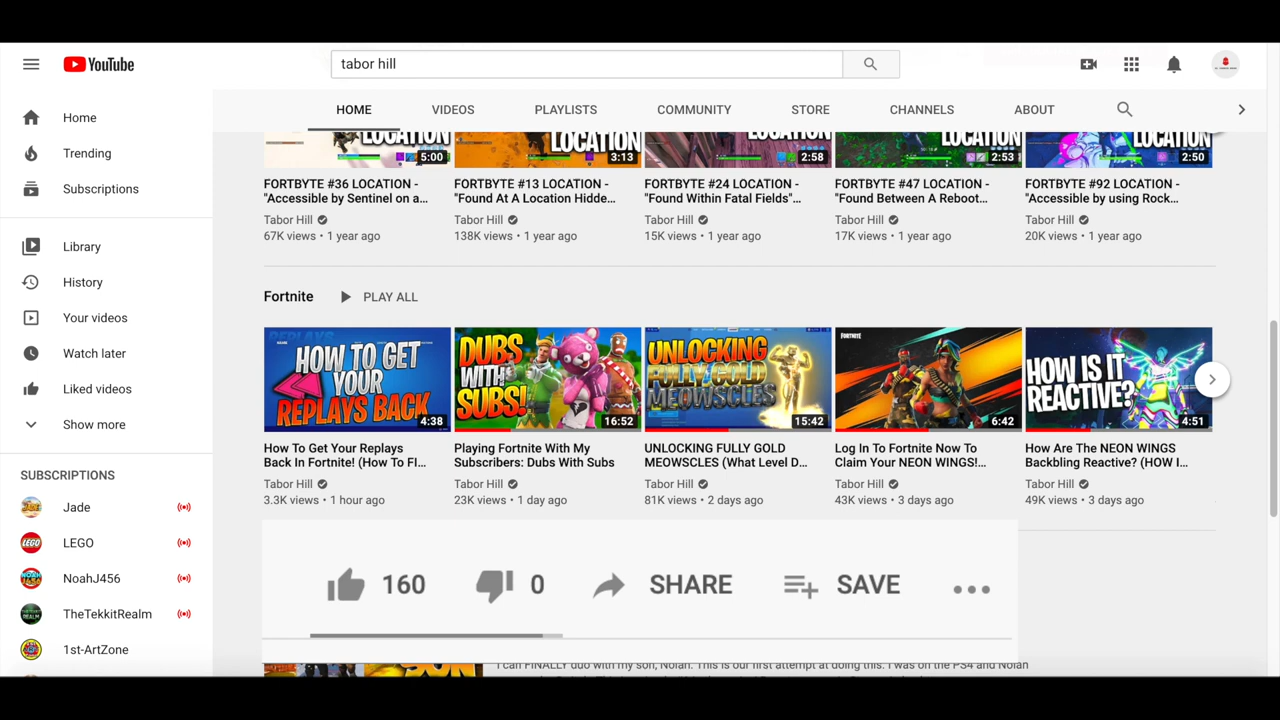 YouTube
tabor hill
HOME VIDEOS PLAYLISTS COMMUNITY STORE CHANNELS ABOUT
Home
Trending
Subscriptions
Library
History
Your videos
Watch later
Liked videos
Show more
SUBSCRIPTIONS
Jade
LEGO
NoahJ456
TheTekkitRealm
1st-ArtZone
LOCATION LOCATION LOCATION LOCATION LOCATION
5:00 3:13 2:58 2:53 2:50
FORTBYTE #36 LOCATION -
"Accessible by Sentinel on a...
Tabor Hill
67K views • 1 year ago
FORTBYTE #13 LOCATION -
"Found At A Location Hidde...
Tabor Hill
138K views • 1 year ago
FORTBYTE #24 LOCATION -
"Found Within Fatal Fields"...
Tabor Hill
15K views • 1 year ago
FORTBYTE #47 LOCATION -
"Found Between A Reboot...
Tabor Hill
17K views • 1 year ago
FORTBYTE #92 LOCATION -
"Accessible by using Rock...
Tabor Hill
20K views • 1 year ago
Fortnite PLAY ALL
REPLAYS
HOW TO GET
YOUR
REPLAYS BACK
4:38
How To Get Your Replays
Back In Fortnite! (How To FI...
Tabor Hill
3.3K views • 1 hour ago
DUBS
WITH
SUBS!
16:52
Playing Fortnite With My
Subscribers: Dubs With Subs
Tabor Hill
23K views • 1 day ago
UNLOCKING
FULLY GOLD
MEOWSCLES
15:42
UNLOCKING FULLY GOLD
MEOWSCLES (What Level D...
Tabor Hill
81K views • 2 days ago
FORTNITE
6:42
Log In To Fortnite Now To
Claim Your NEON WINGS!...
Tabor Hill
43K views • 3 days ago
HOW IS IT
REACTIVE?
4:51
How Are The NEON WINGS
Backbling Reactive? (HOW I...
Tabor Hill
49K views • 3 days ago
160 0 SHARE SAVE
SON
I can FINALLY duo with my son, Nolan. This is our first attempt at doing this. I was on the PS4 and Nolan